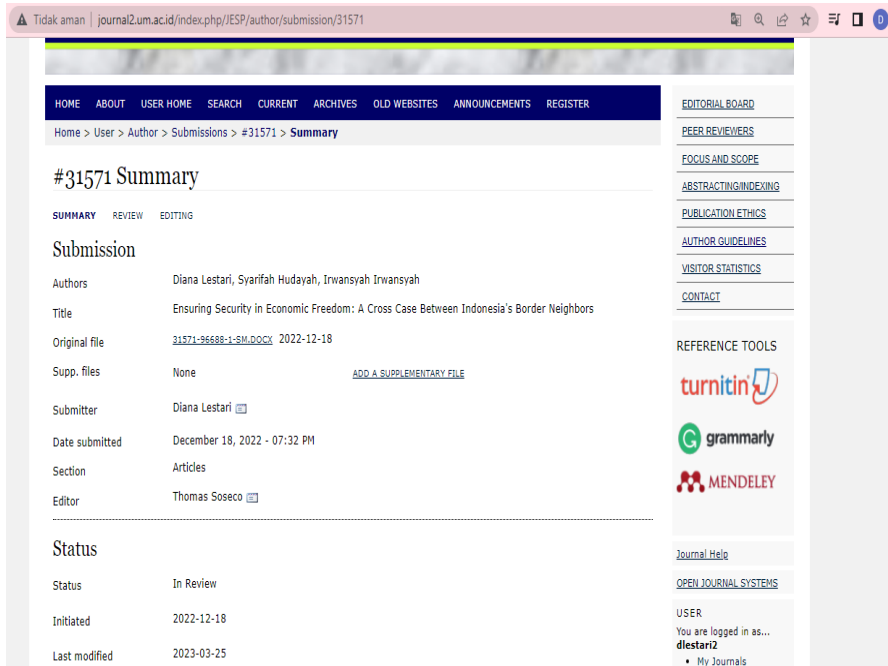 Tidak aman | journal2.um.ac.id/index.php/JESP/author/submission/31571
D
HOME ABOUT USER HOME SEARCH CURRENT ARCHIVES OLD WEBSITES ANNOUNCEMENTS REGISTER
Home > User > Author > Submissions > #31571 > Summary
#31571 Summary
SUMMARY REVIEW EDITING
Submission
Authors Diana Lestari, Syarifah Hudayah, Irwansyah Irwansyah
Title Ensuring Security in Economic Freedom: A Cross Case Between Indonesia's Border Neighbors
Original file 31571-96688-1-SM.DOCX 2022-12-18
Supp. files None ADD A SUPPLEMENTARY FILE
Submitter Diana Lestari
Date submitted December 18, 2022 - 07:32 PM
Section Articles
Editor Thomas Soseco
Status
Status In Review
Initiated 2022-12-18
Last modified 2023-03-25
EDITORIAL BOARD
PEER REVIEWERS
FOCUS AND SCOPE
ABSTRACTING/INDEXING
PUBLICATION ETHICS
AUTHOR GUIDELINES
VISITOR STATISTICS
CONTACT
REFERENCE TOOLS
turnitin
G grammarly
MENDELEY
Journal Help
OPEN JOURNAL SYSTEMS
USER
You are logged in as...
dlestari2
• My Journals